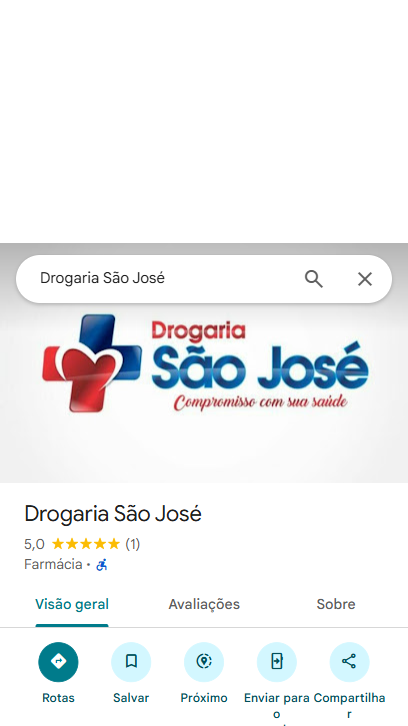 Drogaria São José
Drogaria
São José
Compromisso com sua saúde
Drogaria São José
5,0 (1)
Farmácia ·
Visão geral Avaliações Sobre
Rotas Salvar Próximo Enviar para o Compartilhar